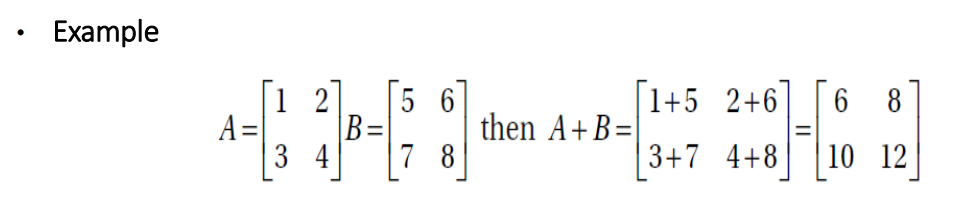 • Example
A=[1 2 3 4] B=[5 6 7 8] then A+B=[1+5 2+6 3+7 4+8]=[6 8 10 12]